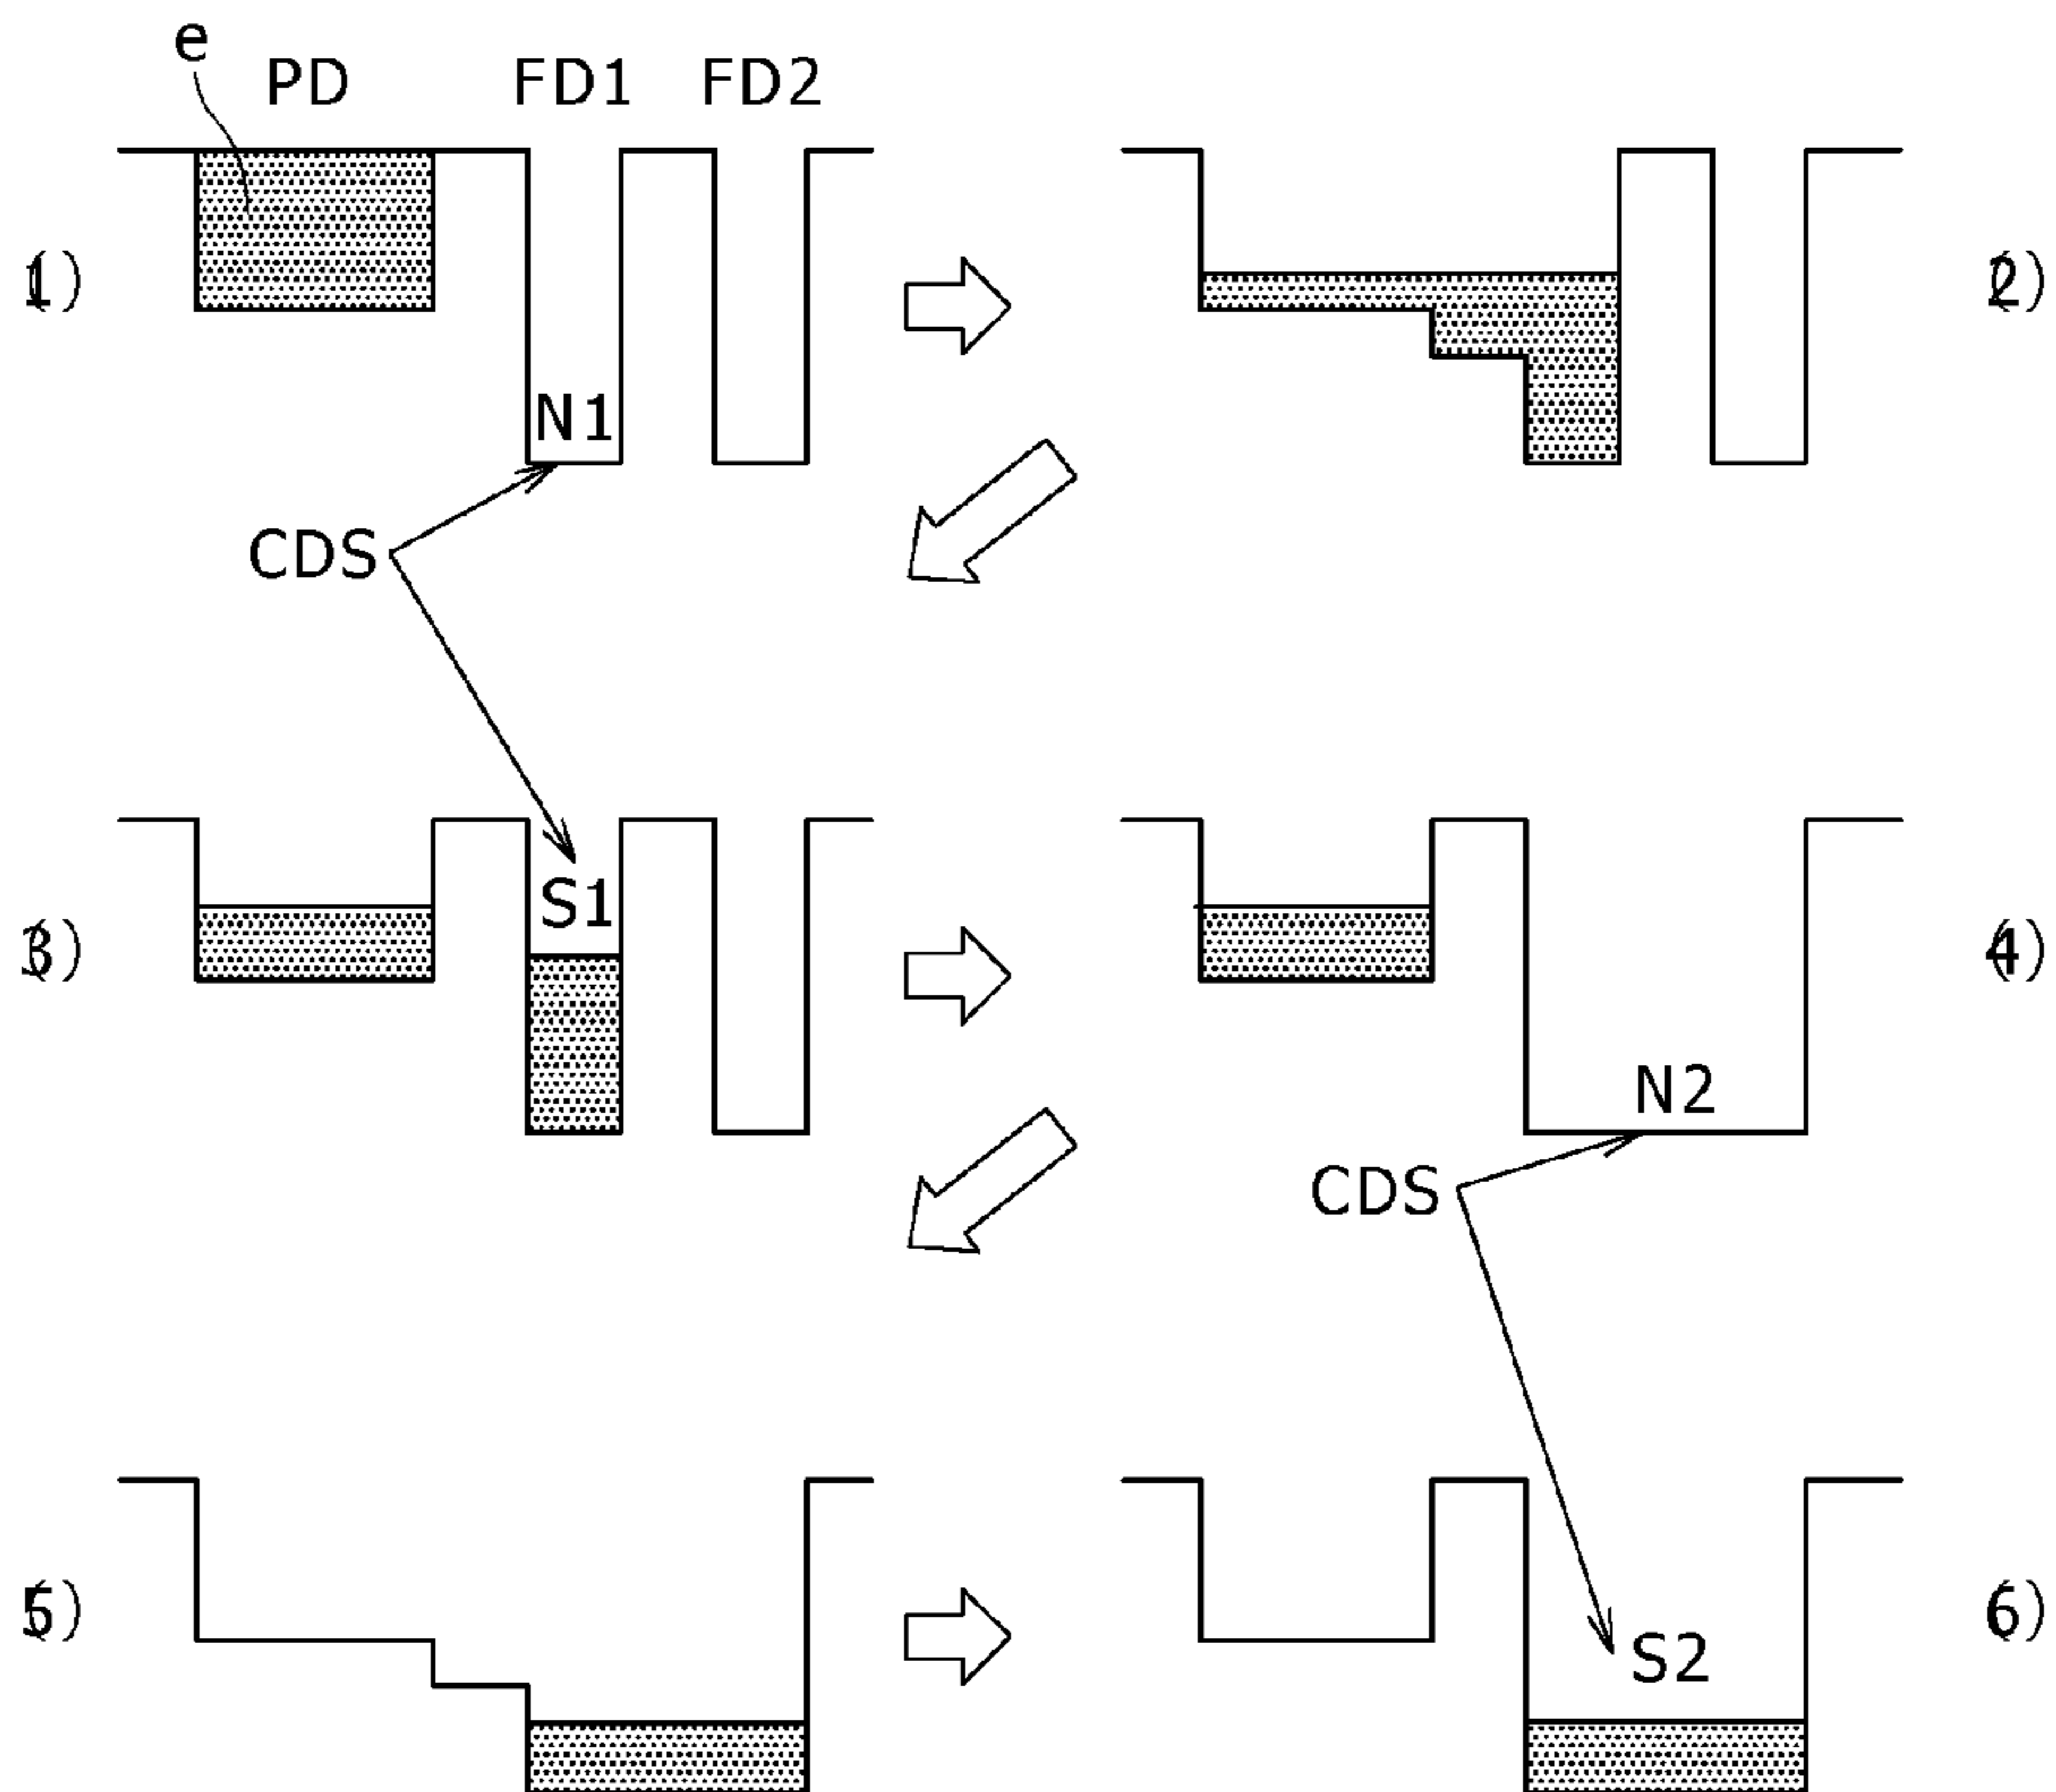 e
PD FD1 FD2
(1) (2)
N1
CDS
(3) S1 (4)
N2
CDS
(5) (6)
S2